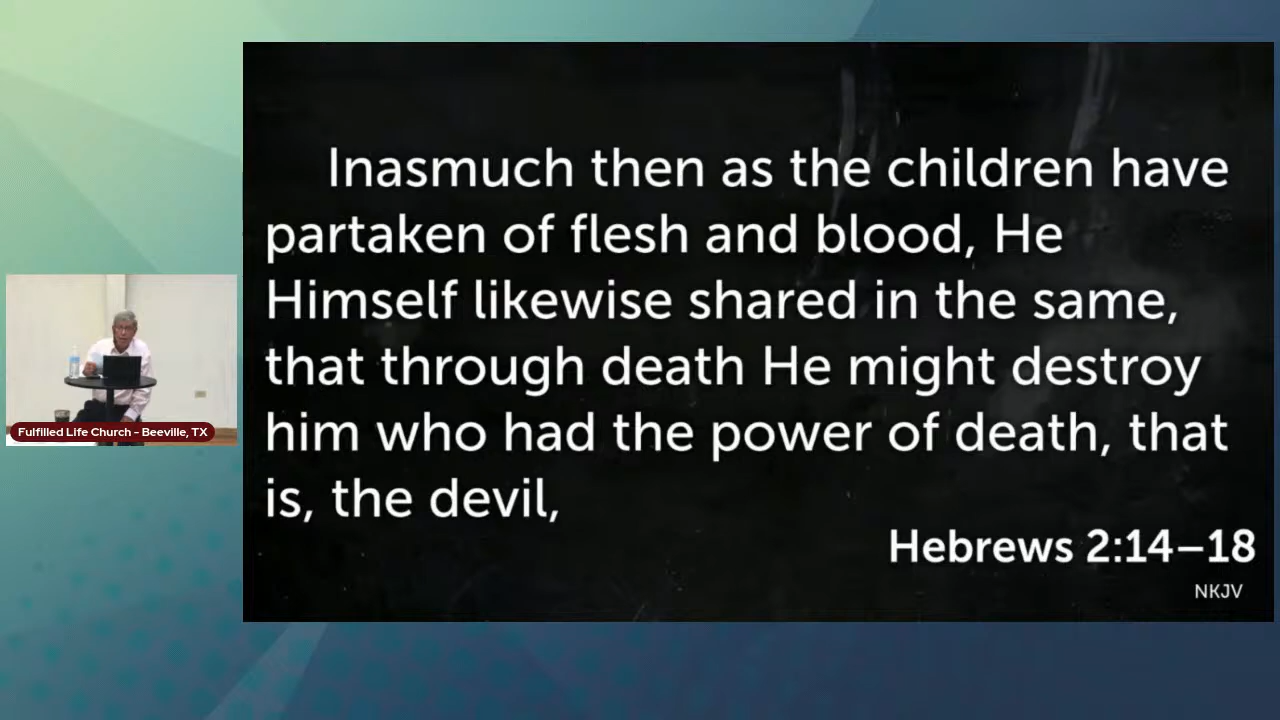 Inasmuch then as the children have
partaken of flesh and blood, He
Himself likewise shared in the same,
that through death He might destroy
him who had the power of death, that
is, the devil,
Hebrews 2:14–18
NKJV
Fulfilled Life Church – Beeville, TX